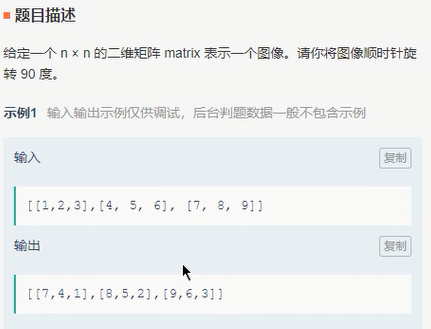 题目描述
给定一个 n × n 的二维矩阵 matrix 表示一个图像。请你将图像顺时针旋
转 90 度。
示例1 输入输出示例仅供调试，后台判题数据一般不包含示例
输入
复制
[[1,2,3],[4, 5, 6], [7, 8, 9]]
输出
复制
[[7,4,1],[8,5,2],[9,6,3]]